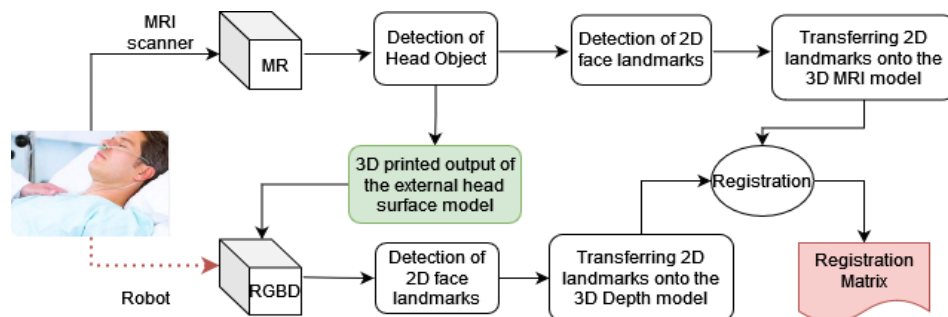 MRI
scanner
MR
Detection of
Head Object
Detection of 2D
face landmarks
Transferring 2D
landmarks onto the
3D MRI model
3D printed output of
the external head
surface model
Registration
Robot
RGBD
Detection of
2D face
landmarks
Transferring 2D
landmarks onto the
3D Depth model
Registration
Matrix